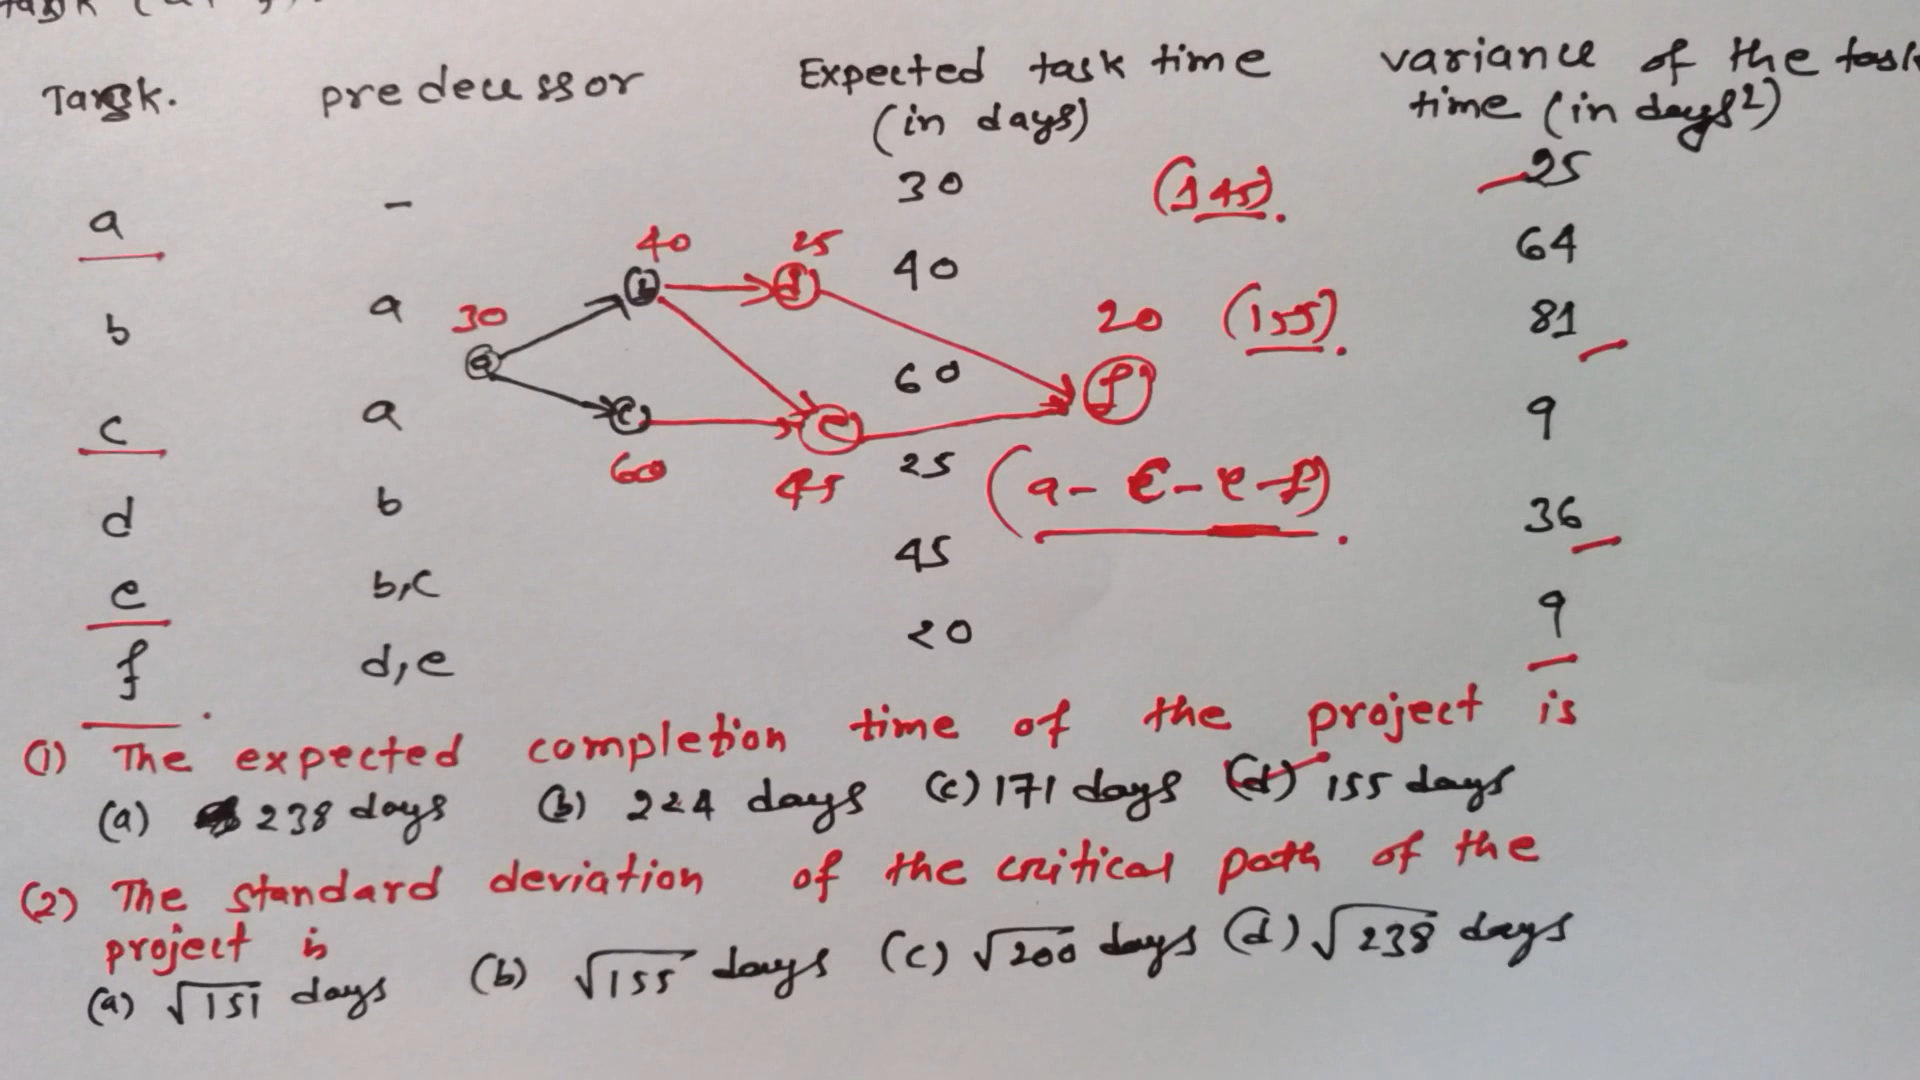 Task. predecessor Expected task time variance of the task
(in days) time (in days²)
a - 30 (145). 25
b a 40 64
c a 60 81
d b 25 9
e b,c 45 36
f d,e 20 9
40 25
b d
30 20 (155).
a f
c e
60 45 (a-c-e-f).
(1) The expected completion time of the project is
(a) 238 days (b) 224 days (c) 171 days (d) 155 days
(2) The standard deviation of the critical path of the
project is
(a) √151 days (b) √155 days (c) √200 days (d) √238 days